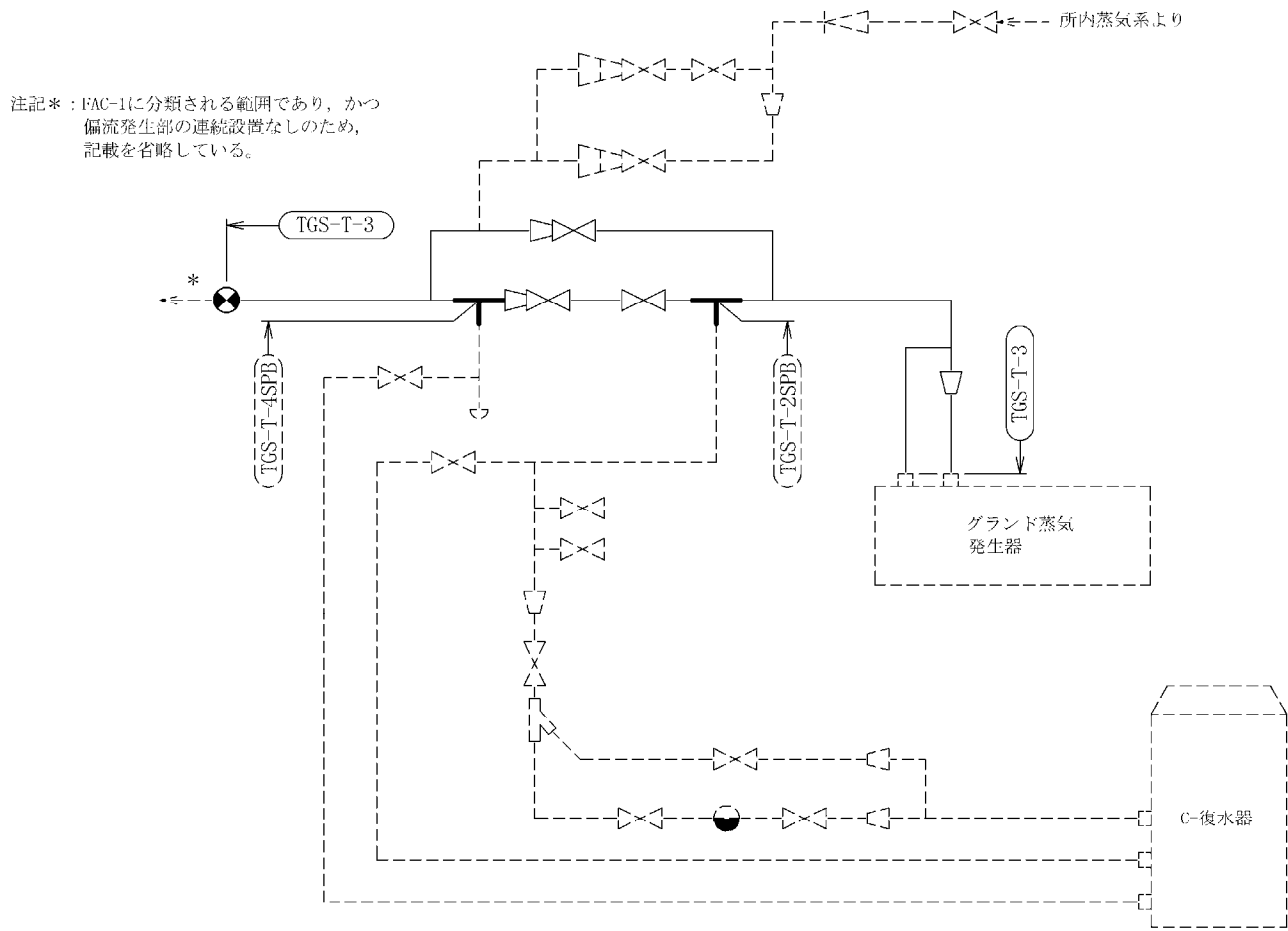 所内蒸気系より
注記＊：FAC-1に分類される範囲であり，かつ
偏流発生部の連続設置なしのため，
記載を省略している。
TGS-T-3
＊
TGS-T-4SPB
TGS-T-2SPB
TGS-T-3
グランド蒸気
発生器
C-復水器